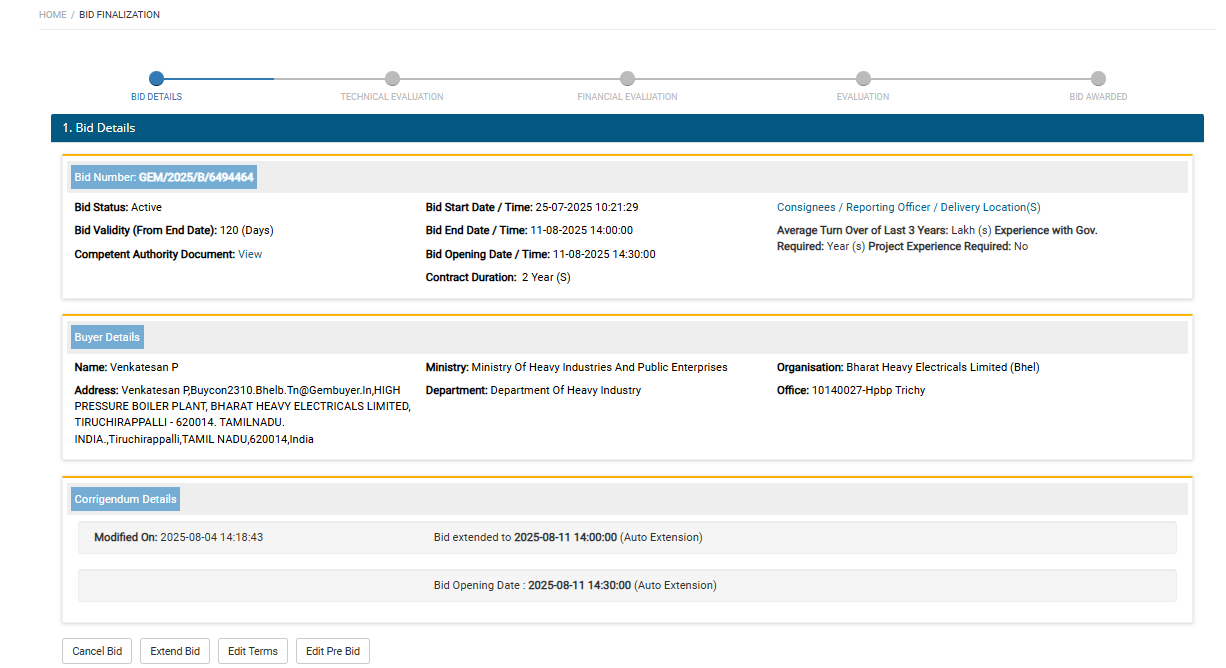 HOME / BID FINALIZATION
BID DETAILS TECHNICAL EVALUATION FINANCIAL EVALUATION EVALUATION BID AWARDED
1. Bid Details
Bid Number: GEM/2025/B/6494464
Bid Status: Active
Bid Validity (From End Date): 120 (Days)
Competent Authority Document: View
Bid Start Date / Time: 25-07-2025 10:21:29
Bid End Date / Time: 11-08-2025 14:00:00
Bid Opening Date / Time: 11-08-2025 14:30:00
Contract Duration: 2 Year (S)
Consignees / Reporting Officer / Delivery Location(S)
Average Turn Over of Last 3 Years: Lakh (s) Experience with Gov.
Required: Year (s) Project Experience Required: No
Buyer Details
Name: Venkatesan P
Address: Venkatesan P,Buycon2310.Bhelb.Tn@Gembuyer.In,HIGH
PRESSURE BOILER PLANT, BHARAT HEAVY ELECTRICALS LIMITED,
TIRUCHIRAPPALLI - 620014. TAMILNADU.
INDIA.,Tiruchirappalli,TAMIL NADU,620014,India
Ministry: Ministry Of Heavy Industries And Public Enterprises
Department: Department Of Heavy Industry
Organisation: Bharat Heavy Electricals Limited (Bhel)
Office: 10140027-Hpbp Trichy
Corrigendum Details
Modified On: 2025-08-04 14:18:43 Bid extended to 2025-08-11 14:00:00 (Auto Extension)
Bid Opening Date : 2025-08-11 14:30:00 (Auto Extension)
Cancel Bid Extend Bid Edit Terms Edit Pre Bid